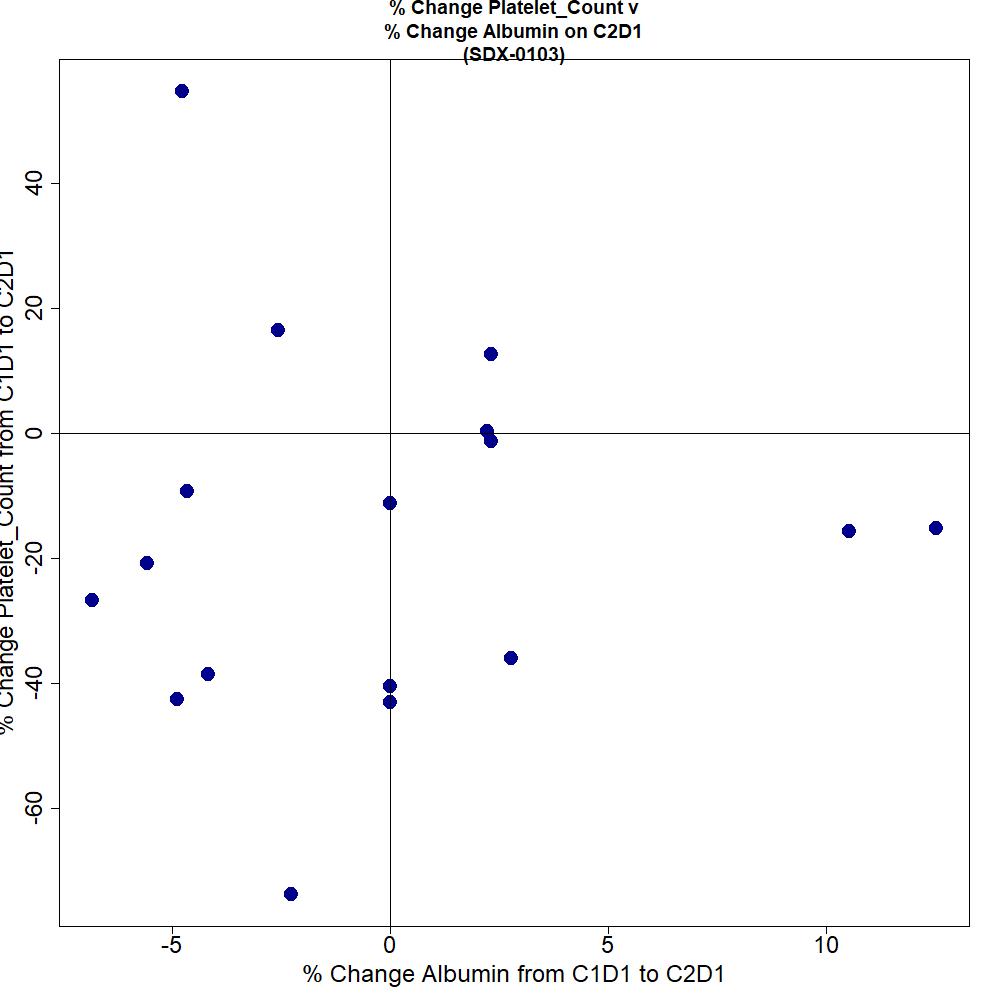 % Change Platelet_Count v
% Change Albumin on C2D1
(SDX-0103)
% Change Platelet_Count from C1D1 to C2D1
40
20
0
-20
-40
-60
-5
0
5
10
% Change Albumin from C1D1 to C2D1